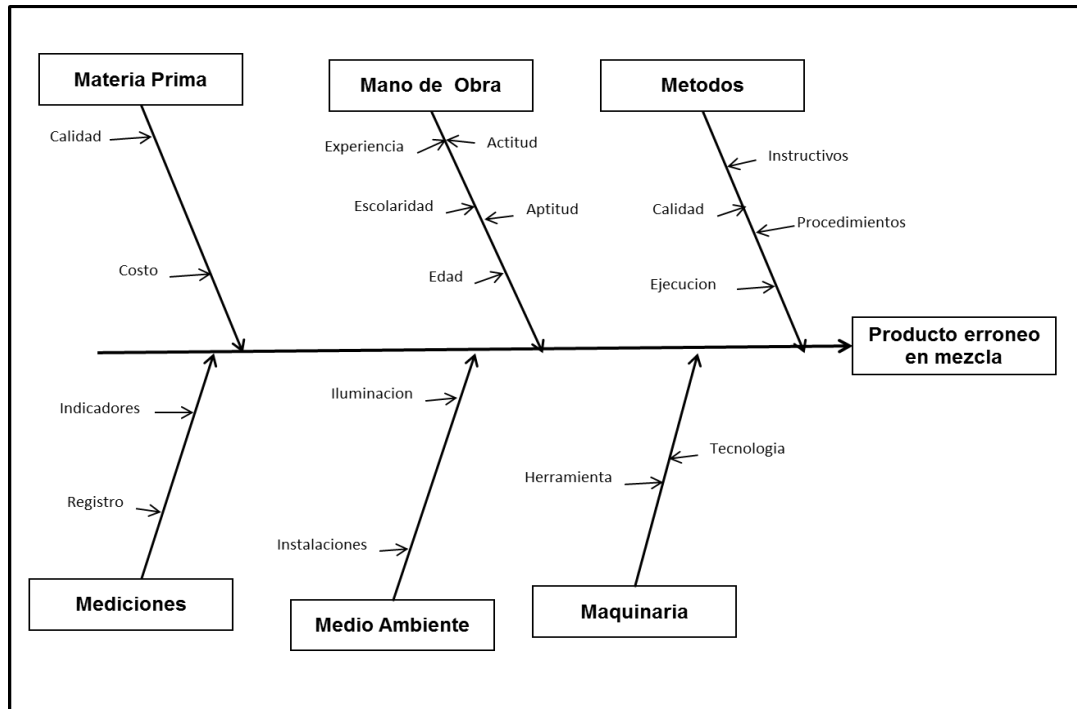 Materia Prima
Mano de Obra
Metodos
Calidad
Experiencia
Actitud
Instructivos
Escolaridad
Aptitud
Calidad
Procedimientos
Costo
Edad
Ejecucion
Producto erroneo
en mezcla
Indicadores
Iluminacion
Tecnologia
Herramienta
Registro
Instalaciones
Mediciones
Medio Ambiente
Maquinaria